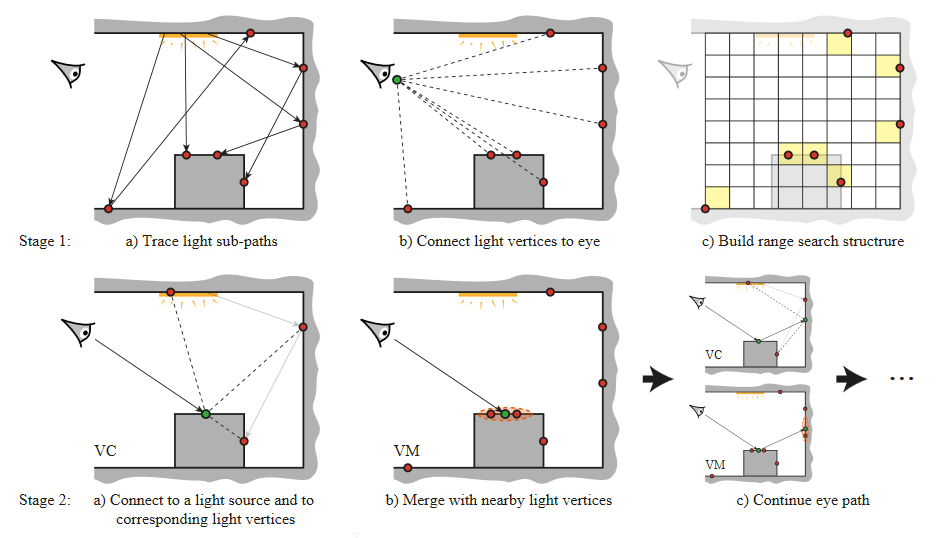 Stage 1:
a) Trace light sub-paths
b) Connect light vertices to eye
c) Build range search structrure
VC
VM
VC
VM
Stage 2:
a) Connect to a light source and to
corresponding light vertices
b) Merge with nearby light vertices
c) Continue eye path